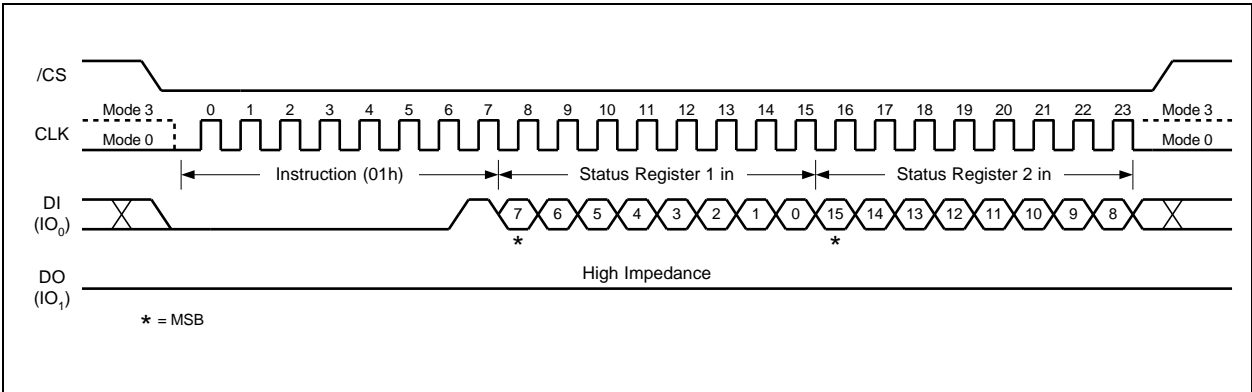 /CS
Mode 3 0 1 2 3 4 5 6 7 8 9 10 11 12 13 14 15 16 17 18 19 20 21 22 23 Mode 3
CLK
Mode 0 Mode 0
Instruction (01h) Status Register 1 in Status Register 2 in
DI
(IO₀)
7 6 5 4 3 2 1 0 15 14 13 12 11 10 9 8
* *
High Impedance
DO
(IO₁)
* = MSB